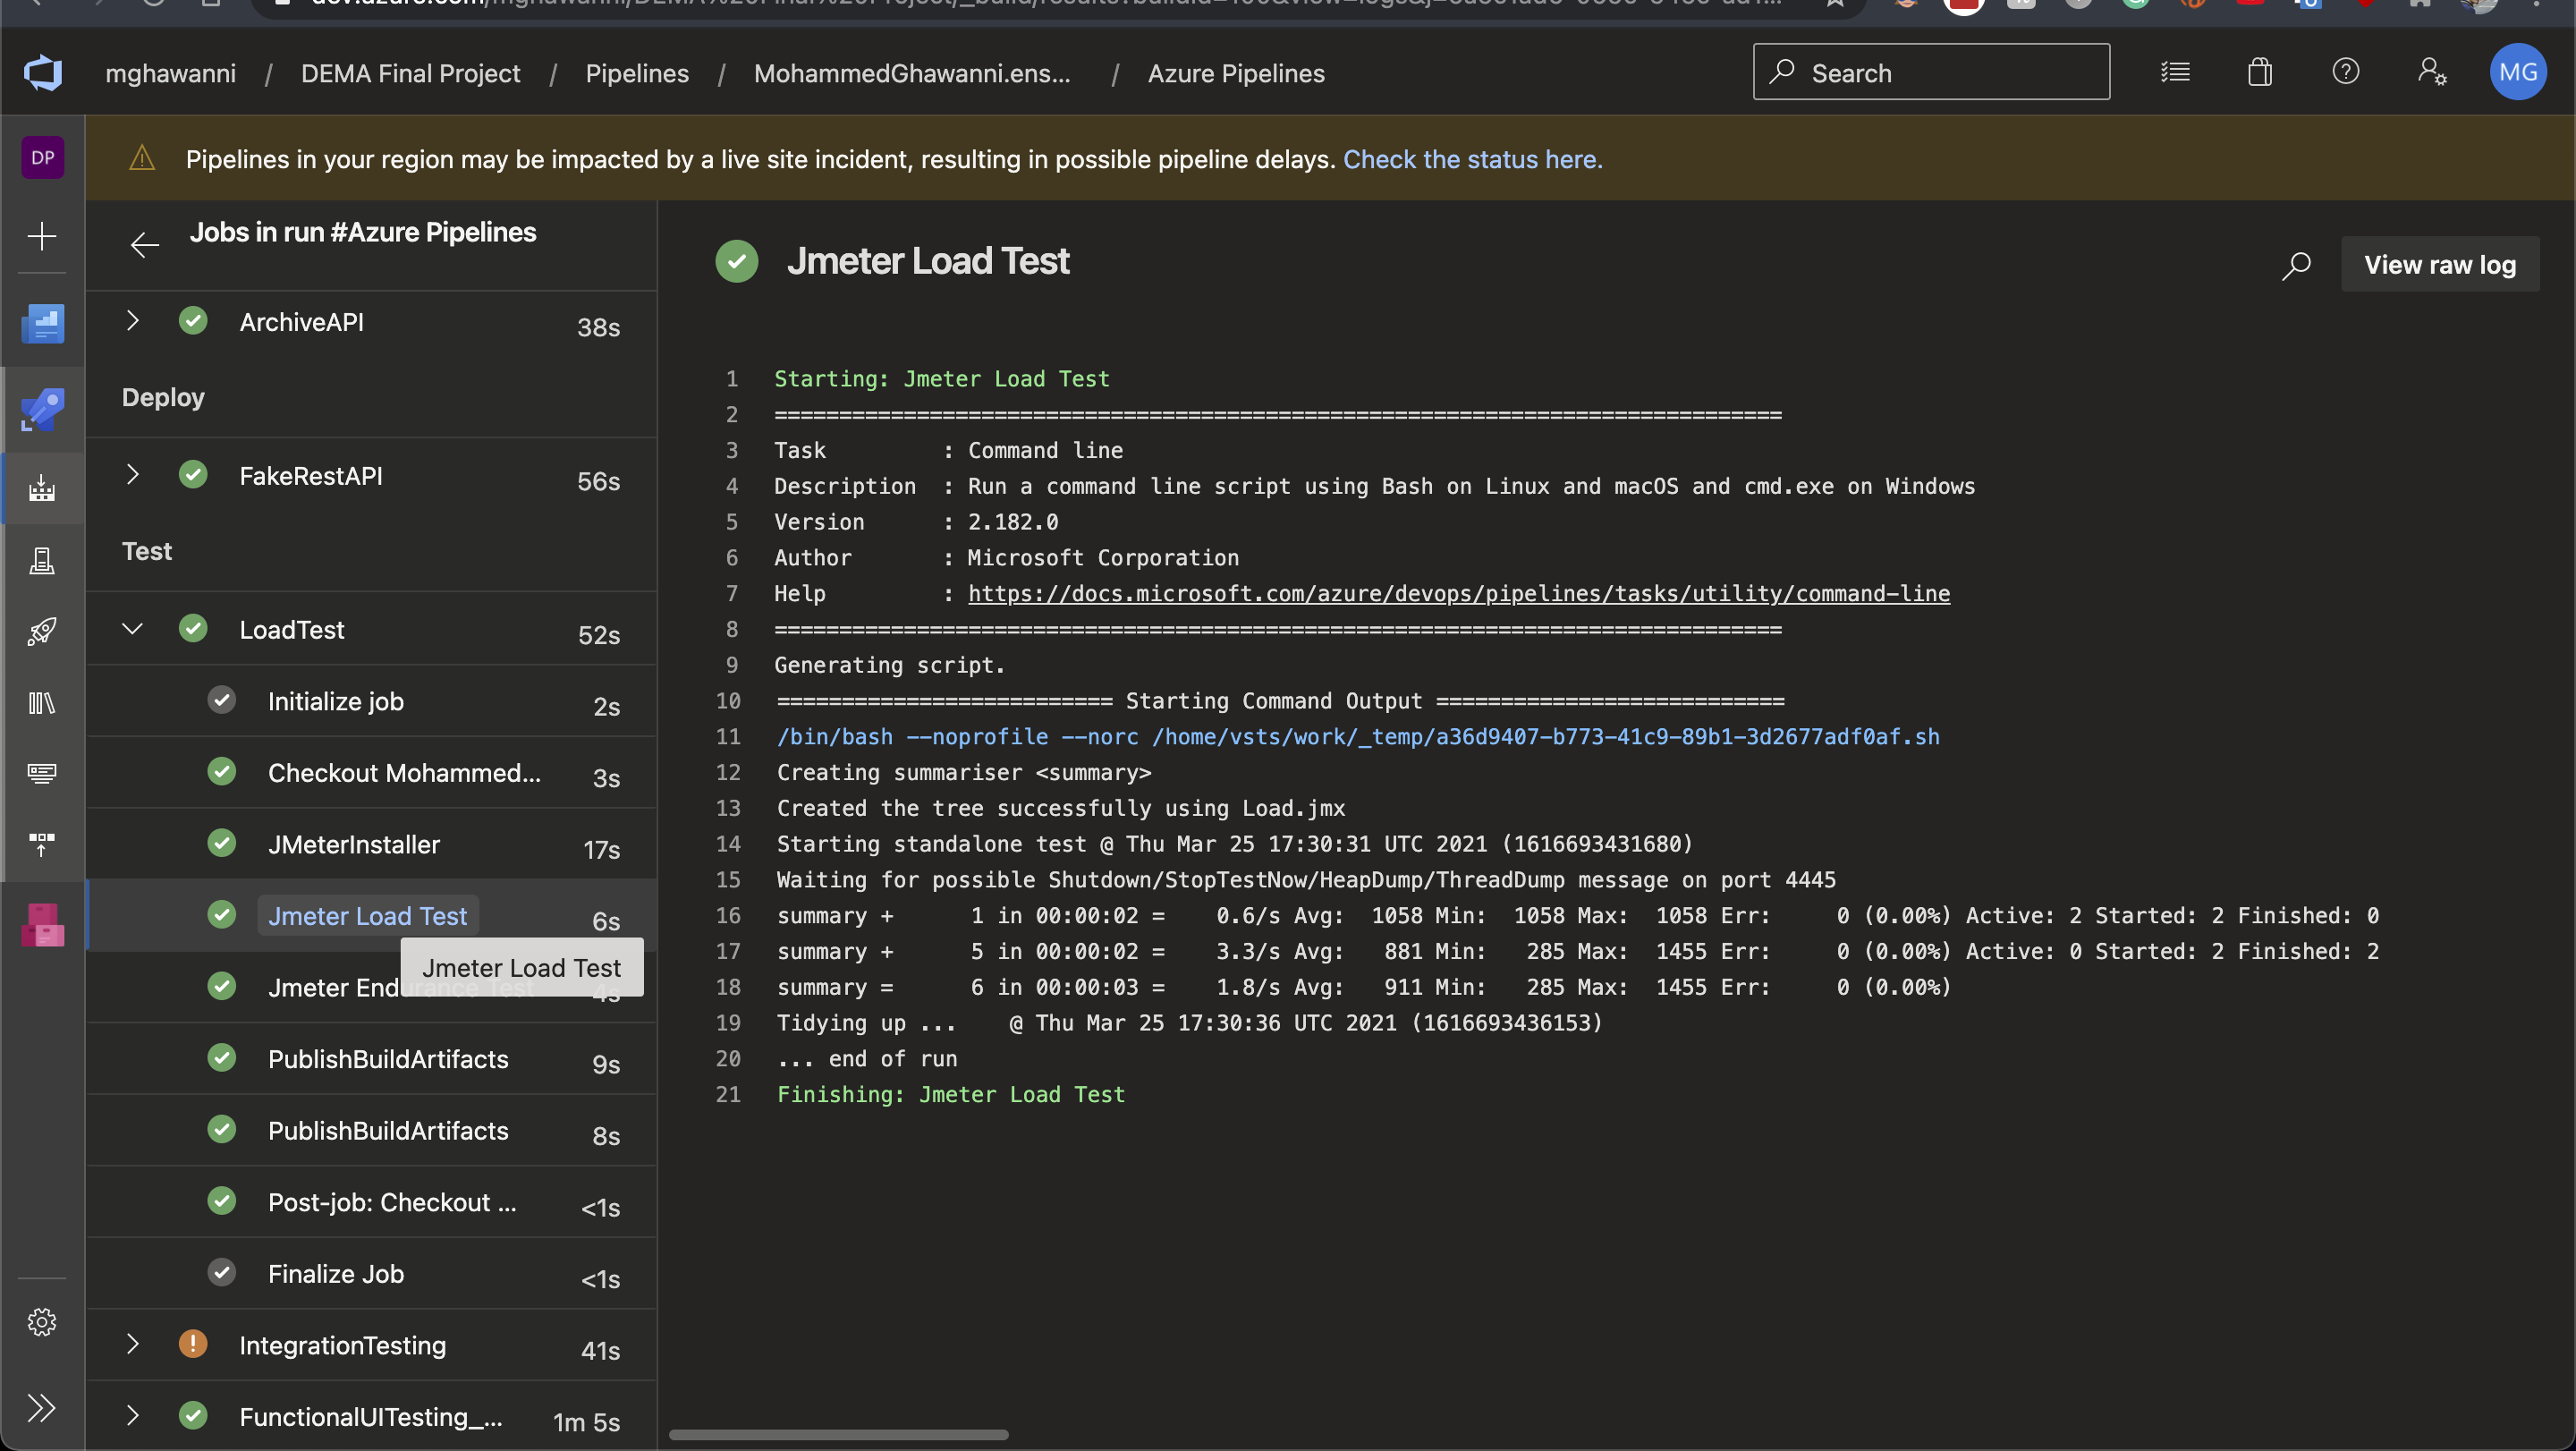 mghawanni / DEMA Final Project / Pipelines / MohammedGhawanni.ens... / Azure Pipelines
Search
MG
DP
Pipelines in your region may be impacted by a live site incident, resulting in possible pipeline delays. Check the status here.
Jobs in run #Azure Pipelines
ArchiveAPI 38s
Deploy
FakeRestAPI 56s
Test
LoadTest 52s
Initialize job 2s
Checkout Mohammed... 3s
JMeterInstaller 17s
Jmeter Load Test 6s
Jmeter Load Test
Jmeter Endurance Test 4s
PublishBuildArtifacts 9s
PublishBuildArtifacts 8s
Post-job: Checkout ... <1s
Finalize Job <1s
IntegrationTesting 41s
FunctionalUITesting_... 1m 5s
Jmeter Load Test
View raw log
1 Starting: Jmeter Load Test
2 ==============================================================================
3 Task         : Command line
4 Description  : Run a command line script using Bash on Linux and macOS and cmd.exe on Windows
5 Version      : 2.182.0
6 Author       : Microsoft Corporation
7 Help         : https://docs.microsoft.com/azure/devops/pipelines/tasks/utility/command-line
8 ==============================================================================
9 Generating script.
10 ========================== Starting Command Output ===========================
11 /bin/bash --noprofile --norc /home/vsts/work/_temp/a36d9407-b773-41c9-89b1-3d2677adf0af.sh
12 Creating summariser <summary>
13 Created the tree successfully using Load.jmx
14 Starting standalone test @ Thu Mar 25 17:30:31 UTC 2021 (1616693431680)
15 Waiting for possible Shutdown/StopTestNow/HeapDump/ThreadDump message on port 4445
16 summary +      1 in 00:00:02 =    0.6/s Avg:  1058 Min:  1058 Max:  1058 Err:     0 (0.00%) Active: 2 Started: 2 Finished: 0
17 summary +      5 in 00:00:02 =    3.3/s Avg:   881 Min:   285 Max:  1455 Err:     0 (0.00%) Active: 0 Started: 2 Finished: 2
18 summary =      6 in 00:00:03 =    1.8/s Avg:   911 Min:   285 Max:  1455 Err:     0 (0.00%)
19 Tidying up ...    @ Thu Mar 25 17:30:36 UTC 2021 (1616693436153)
20 ... end of run
21 Finishing: Jmeter Load Test